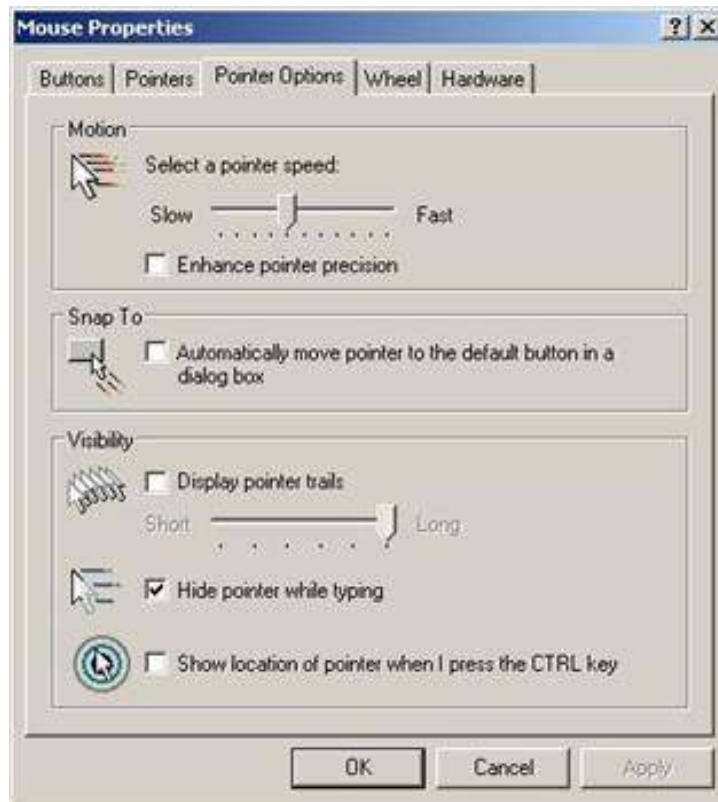 Mouse Properties
Buttons Pointers Pointer Options Wheel Hardware
Motion
Select a pointer speed:
Slow Fast
Enhance pointer precision
Snap To
Automatically move pointer to the default button in a
dialog box
Visibility
Display pointer trails
Short Long
Hide pointer while typing
Show location of pointer when I press the CTRL key
OK Cancel Apply